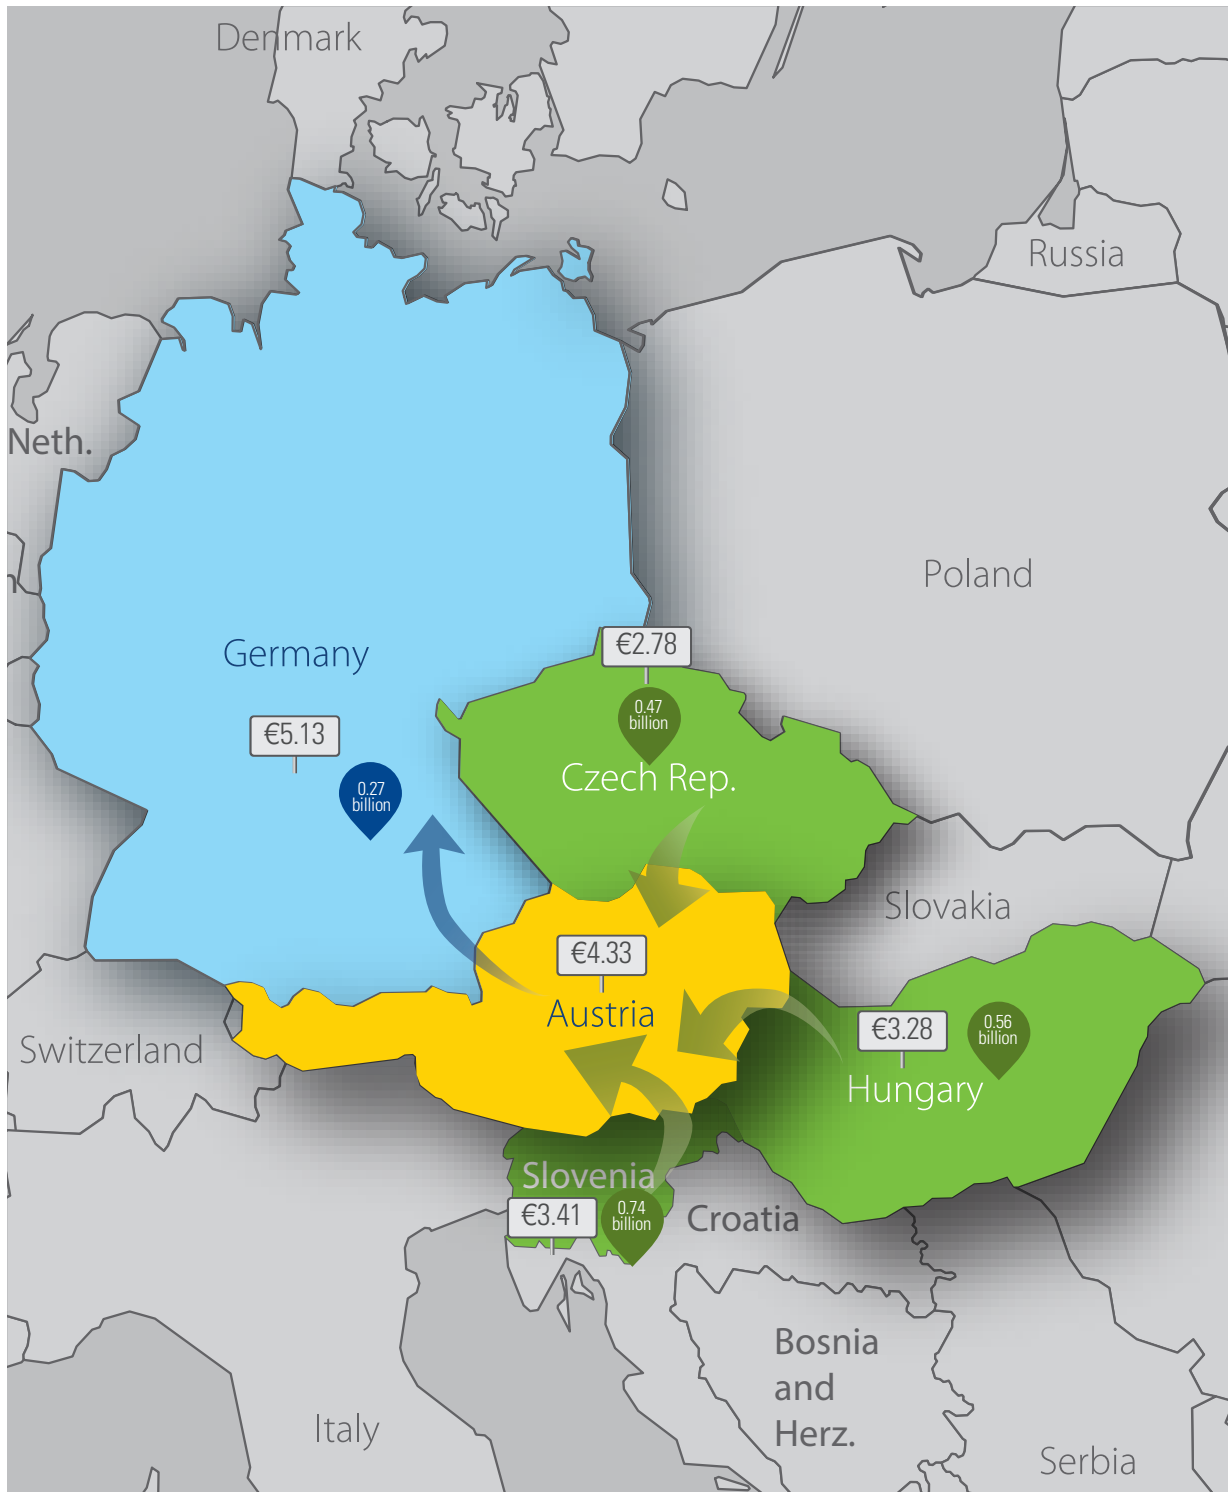 Denmark
Russia
Neth.
n
Poland
Germany
€2.78
0.47
billion
€5.13
0.27
billion
Czech Rep.
Slovakia
€4.33
Austria
€3.28
0.56
billion
Switzerland
Hungary
Slovenia
€3.41
0.74
billion
Croatia
Bosnia
and
Herz.
Italy
Serbia